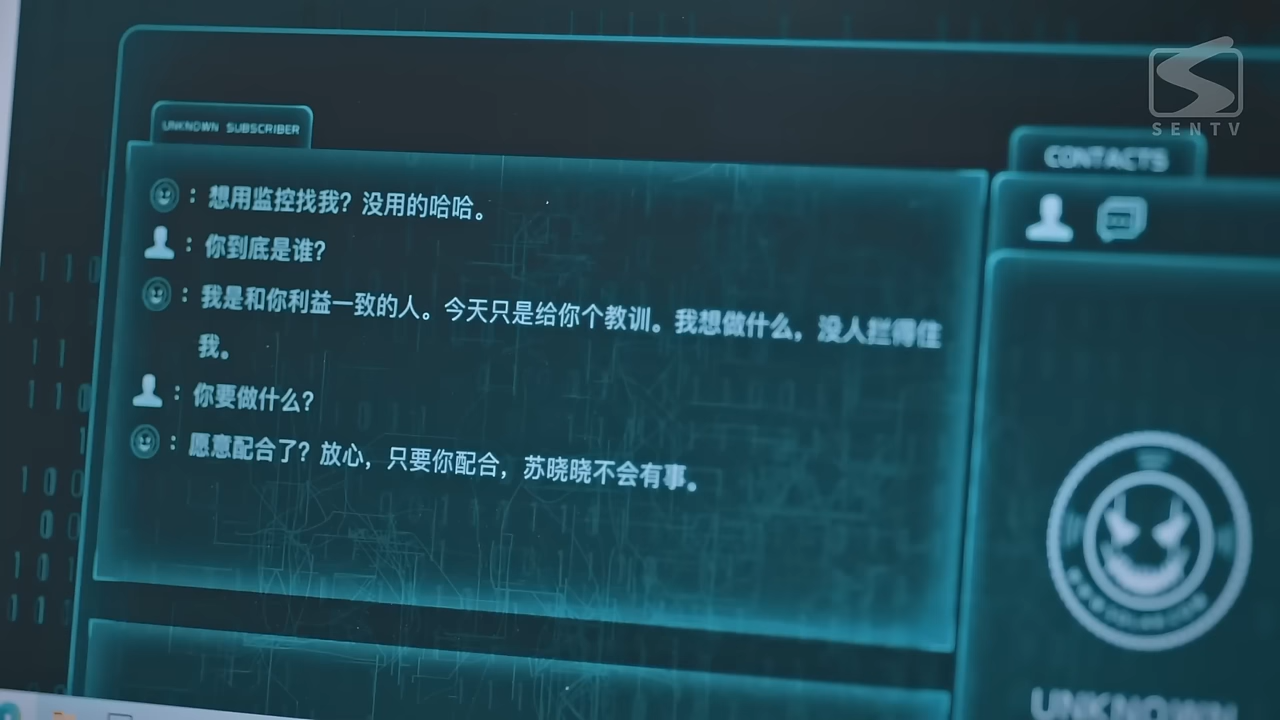 SENTV
UNKNOWN SUBSCRIBER
CONTACTS
：想用监控找我？没用的哈哈。
：你到底是谁？
：我是和你利益一致的人。今天只是给你个教训。我想做什么，没人拦得住
我。
：你要做什么？
：愿意配合了？放心，只要你配合，苏晓晓不会有事。
UNKNOWN